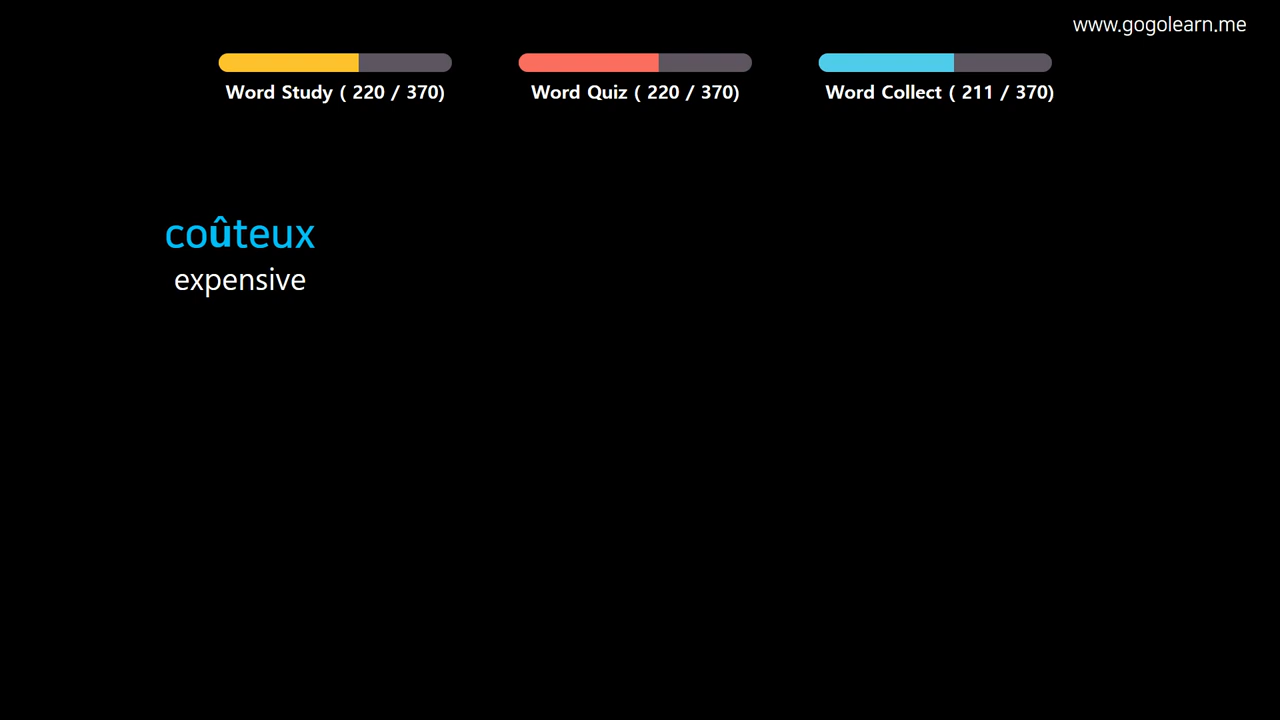 www.gogolearn.me
Word Study ( 220 / 370)
Word Quiz ( 220 / 370)
Word Collect ( 211 / 370)
coûteux
expensive